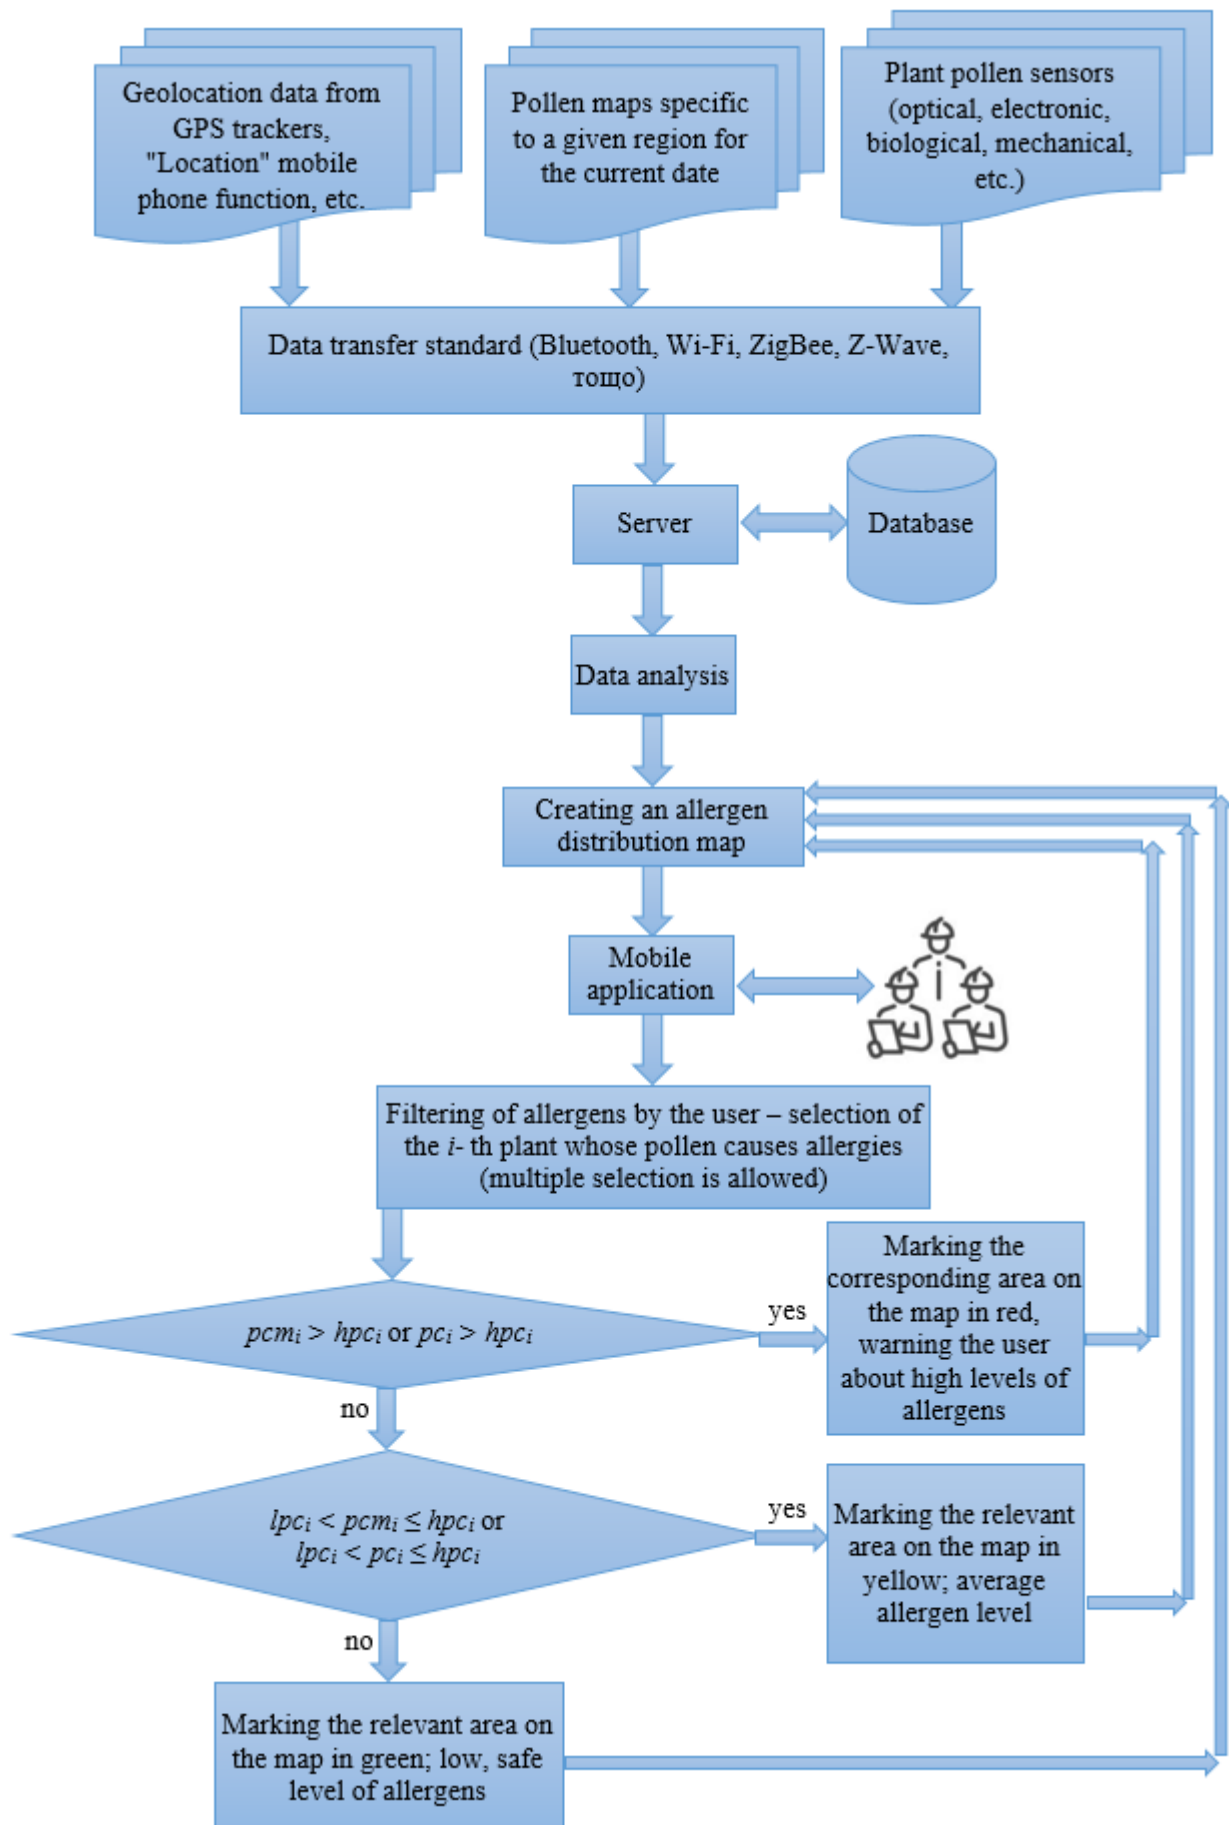 Geolocation data from
GPS trackers,
"Location" mobile
phone function, etc.
Pollen maps specific
to a given region for
the current date
Plant pollen sensors
(optical, electronic,
biological, mechanical,
etc.)
Data transfer standard (Bluetooth, Wi-Fi, ZigBee, Z-Wave,
тощо)
Server
Database
Data analysis
Creating an allergen
distribution map
Mobile
application
Filtering of allergens by the user – selection of
the i- th plant whose pollen causes allergies
(multiple selection is allowed)
pcmᵢ > hpcᵢ or pcᵢ > hpcᵢ
yes
Marking the
corresponding area on
the map in red,
warning the user
about high levels of
allergens
no
lpcᵢ < pcmᵢ ≤ hpcᵢ or
lpcᵢ < pcᵢ ≤ hpcᵢ
yes
Marking the relevant
area on the map in
yellow; average
allergen level
no
Marking the relevant area on
the map in green; low, safe
level of allergens